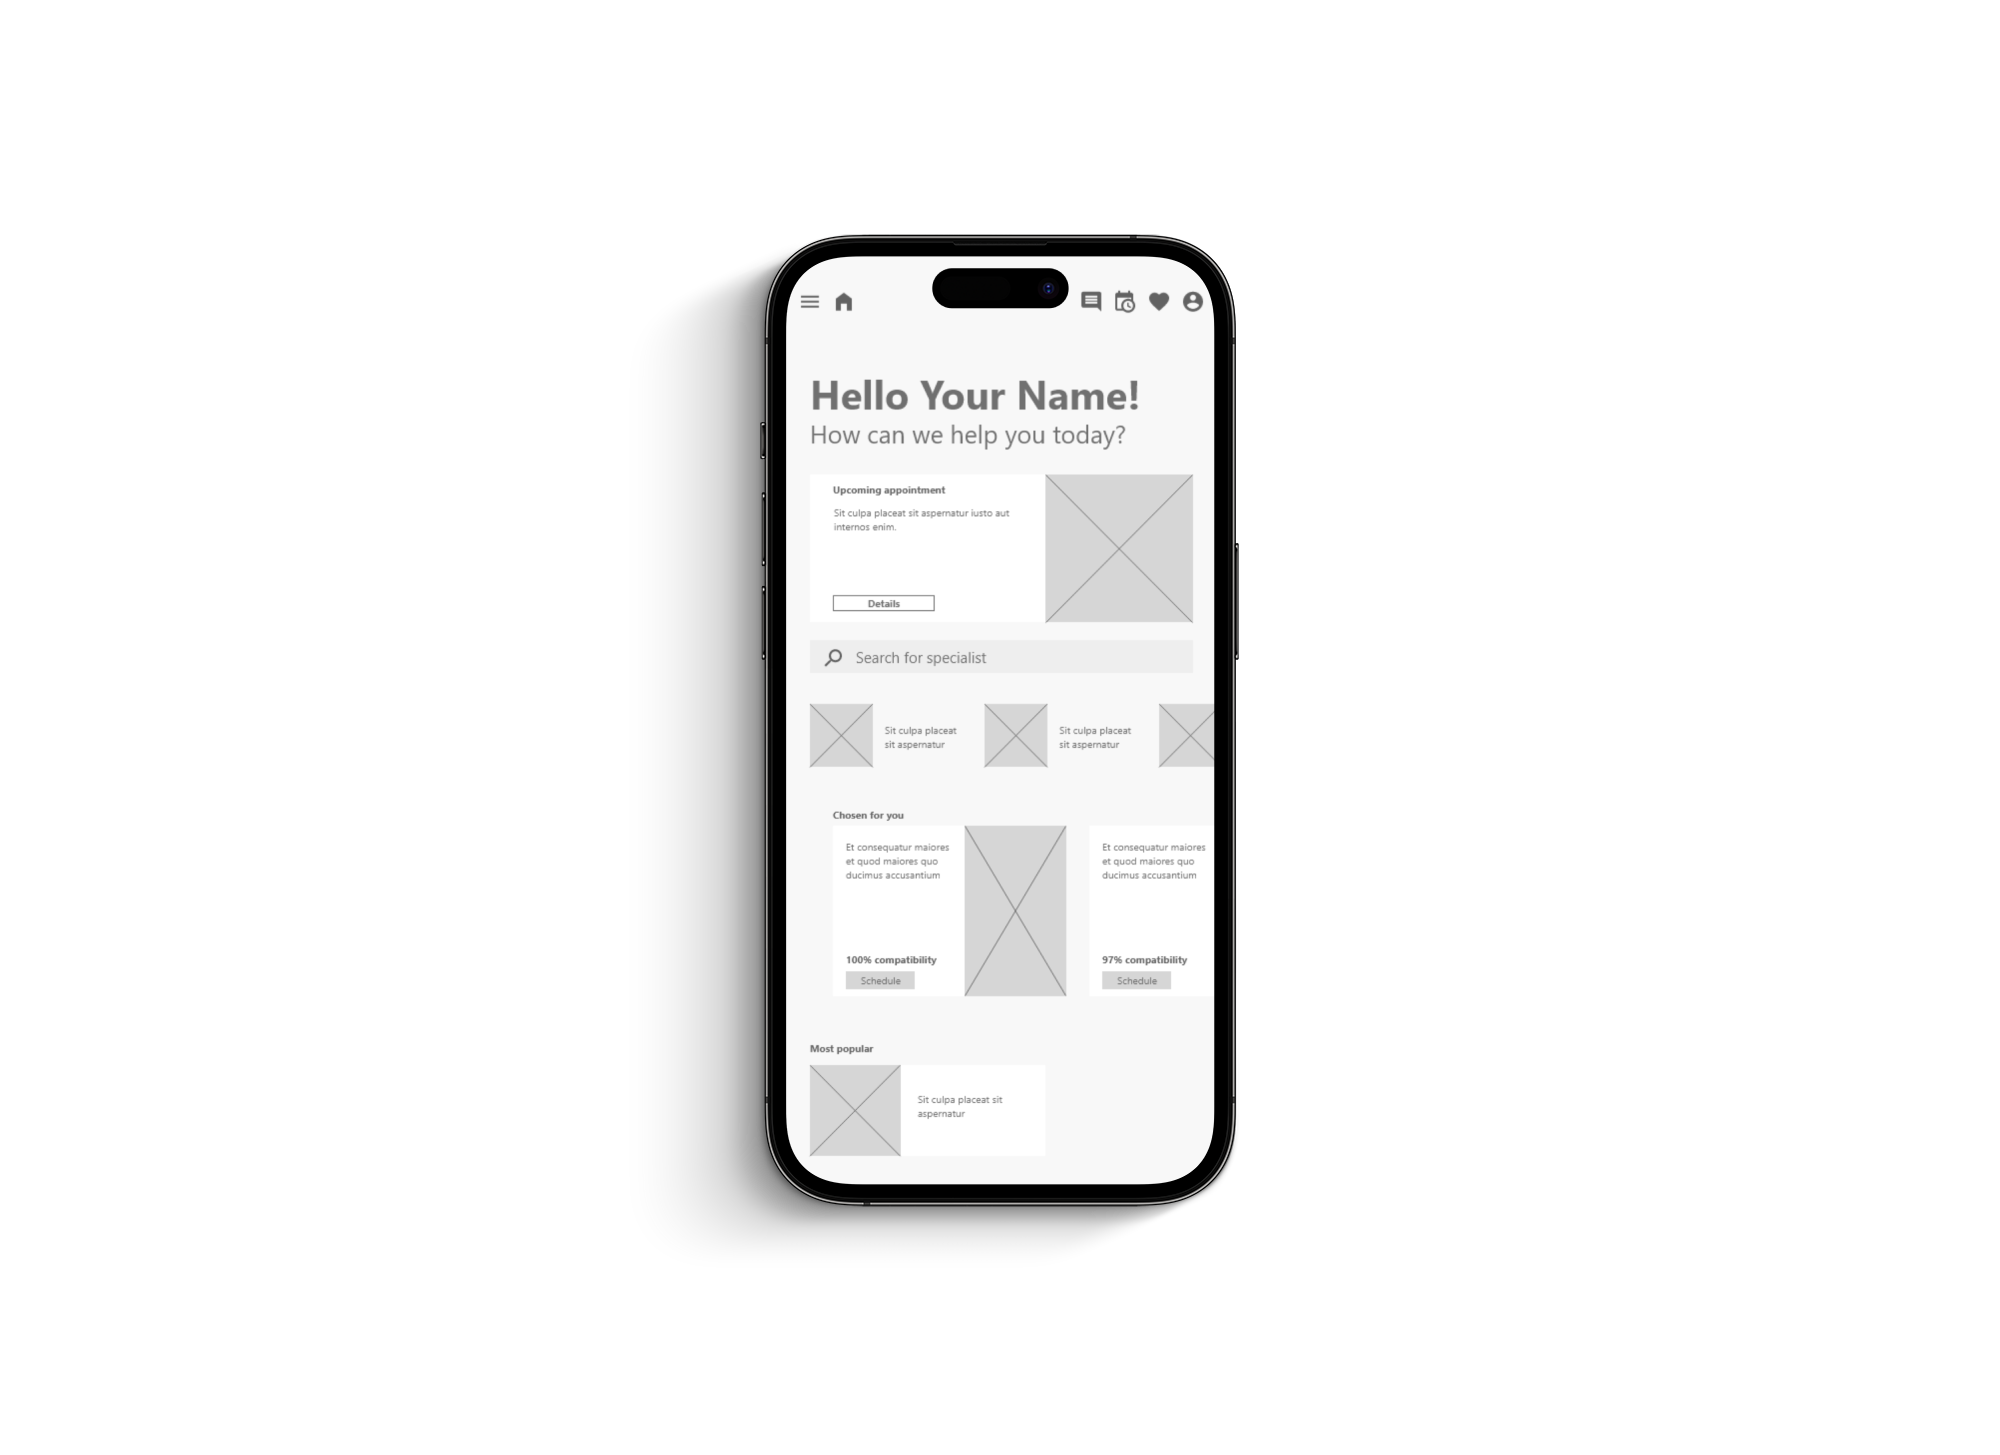 Hello Your Name!
How can we help you today?
Upcoming appointment
Sit culpa placeat sit aspernatur iusto aut
internos enim.
Details
Search for specialist
Sit culpa placeat
sit aspernatur
Sit culpa placeat
sit aspernatur
Chosen for you
Et consequatur maiores
et quod maiores quo
ducimus accusantium
100% compatibility
Schedule
Et consequatur maiores
et quod maiores quo
ducimus accusantium
97% compatibility
Schedule
Most popular
Sit culpa placeat sit
aspernatur